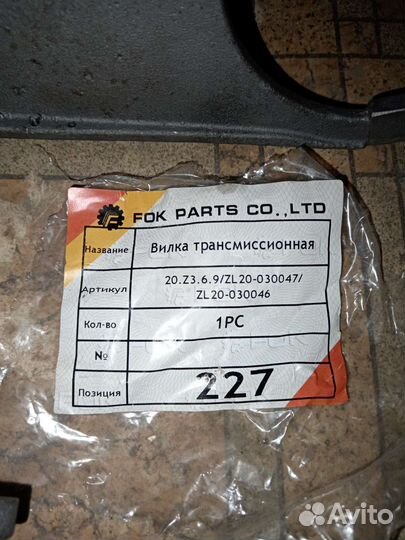 FOK PARTS CO.,LTD
Название Вилка трансмиссионная
Артикул 20.Z3.6.9/ZL20-030047/
ZL20-030046
Кол-во 1PC
№
Позиция 227
Avito